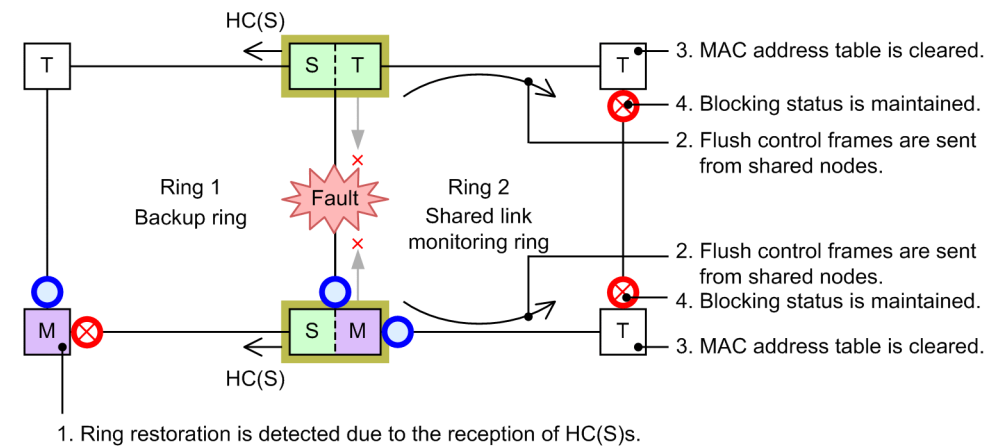 HC(S)
T
S
T
T
3. MAC address table is cleared.
4. Blocking status is maintained.
2. Flush control frames are sent
from shared nodes.
Ring 1
Backup ring
Fault
Ring 2
Shared link
monitoring ring
2. Flush control frames are sent
from shared nodes.
4. Blocking status is maintained.
M
S
M
T
3. MAC address table is cleared.
HC(S)
1. Ring restoration is detected due to the reception of HC(S)s.